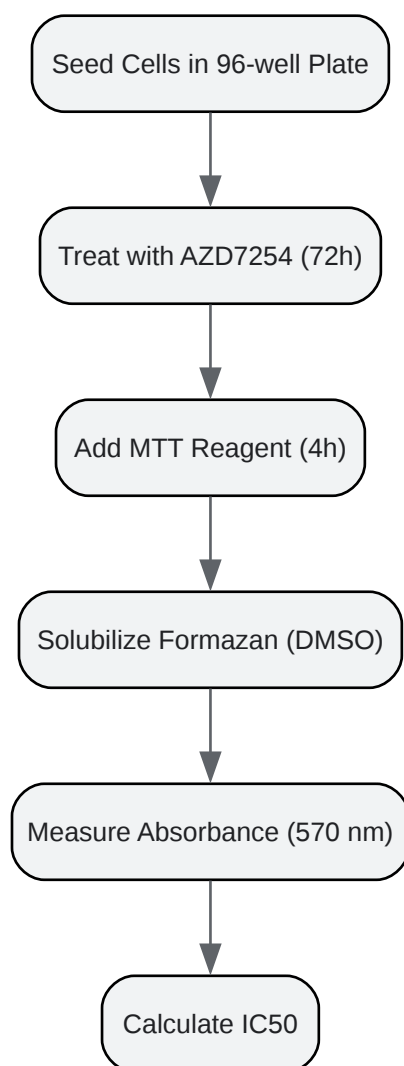 Seed Cells in 96-well Plate
Treat with AZD7254 (72h)
Add MTT Reagent (4h)
Solubilize Formazan (DMSO)
Measure Absorbance (570 nm)
Calculate IC50